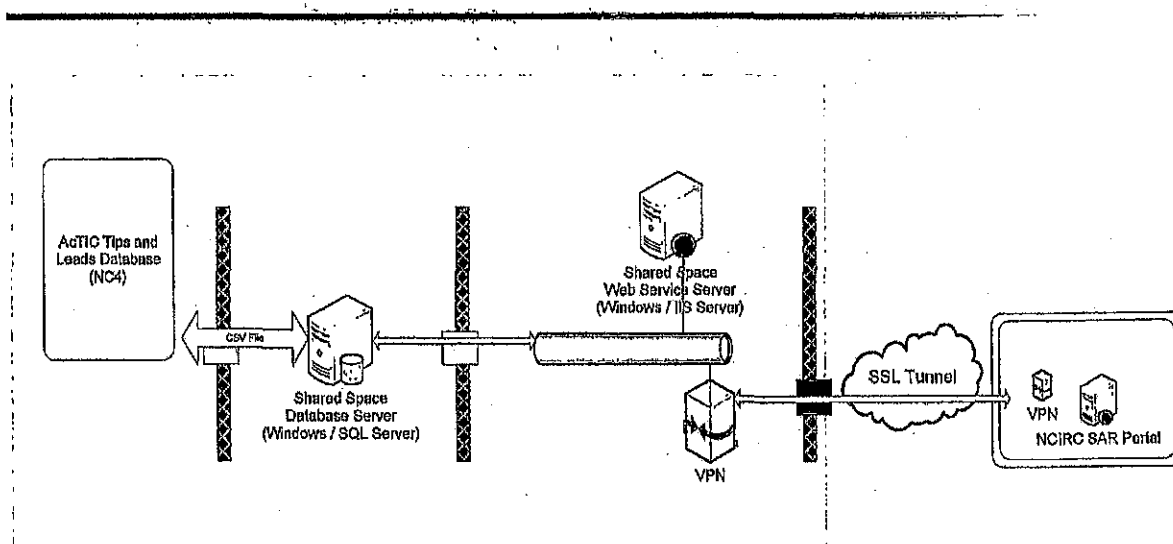 AcTIC Tips and
Leads Database
(NC4)
CSV File
Shared Space
Database Server
(Windows / SQL Server)
Shared Space
Web Service Server
(Windows / IIS Server)
VPN
SSL Tunnel
VPN
NCIRC SAR Portal